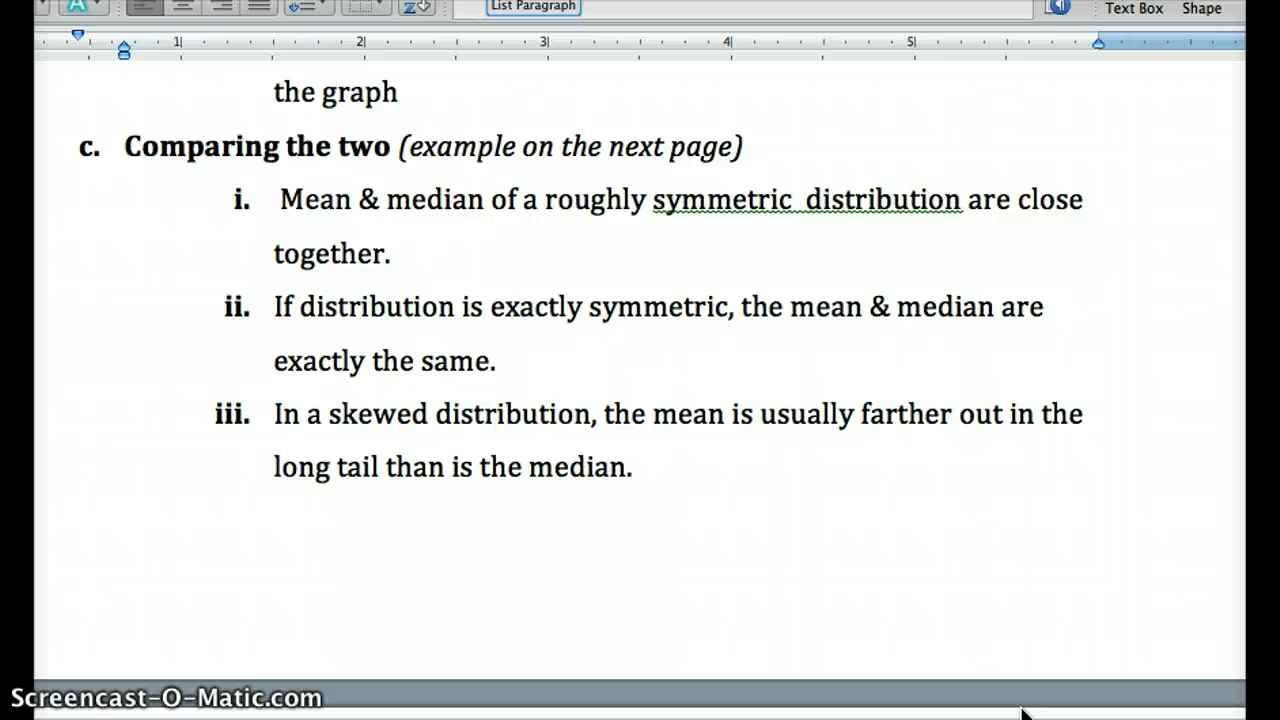 List Paragraph
Text Box Shape
1 2 3 4 5
the graph
c. Comparing the two (example on the next page)
i. Mean & median of a roughly symmetric  distribution are close
together.
ii. If distribution is exactly symmetric, the mean & median are
exactly the same.
iii. In a skewed distribution, the mean is usually farther out in the
long tail than is the median.
Screencast-O-Matic.com